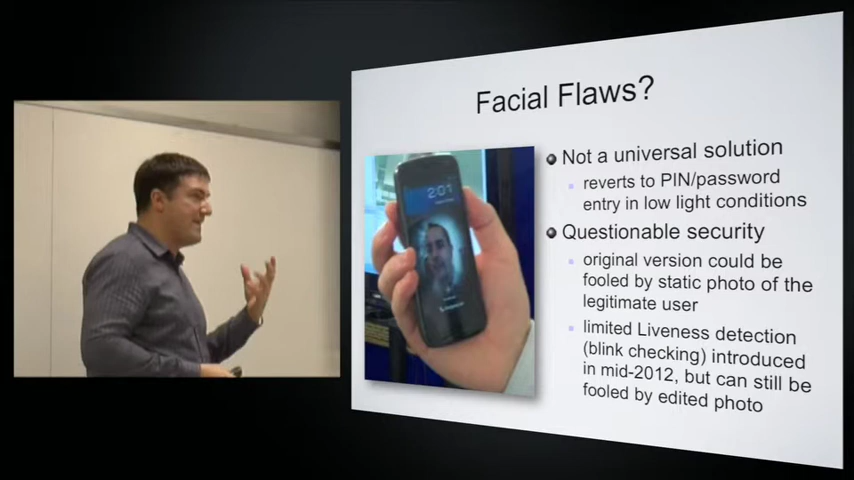 Facial Flaws?
Not a universal solution
reverts to PIN/password
entry in low light conditions
Questionable security
original version could be
fooled by static photo of the
legitimate user
limited Liveness detection
(blink checking) introduced
in mid-2012, but can still be
fooled by edited photo
2:01